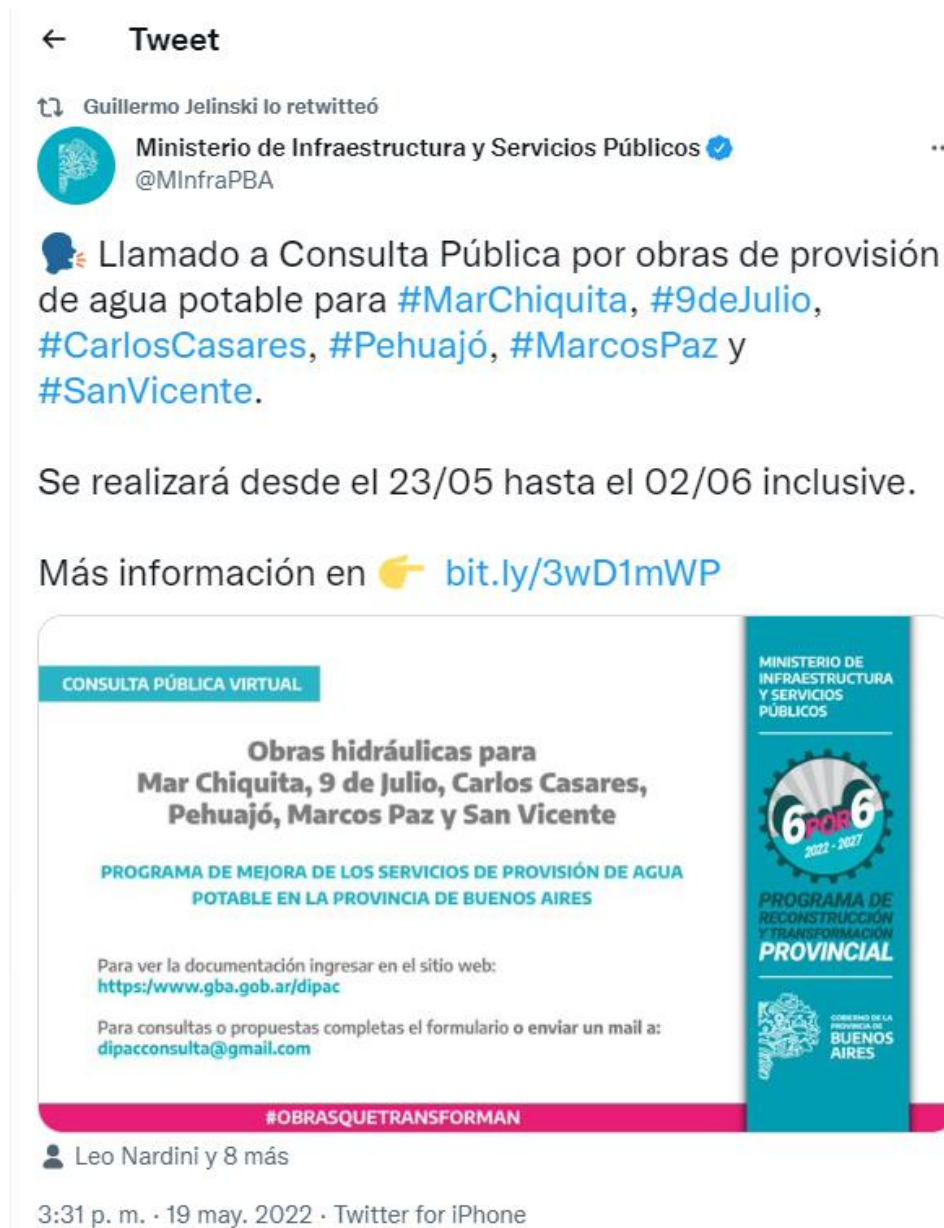 Tweet
Guillermo Jelinski lo retwitteó
Ministerio de Infraestructura y Servicios Públicos
@MInfraPBA
Llamado a Consulta Pública por obras de provisión
de agua potable para #MarChiquita, #9deJulio,
#CarlosCasares, #Pehuajó, #MarcosPaz y
#SanVicente.
Se realizará desde el 23/05 hasta el 02/06 inclusive.
Más información en bit.ly/3wD1mWP
CONSULTA PÚBLICA VIRTUAL
Obras hidráulicas para
Mar Chiquita, 9 de Julio, Carlos Casares,
Pehuajó, Marcos Paz y San Vicente
PROGRAMA DE MEJORA DE LOS SERVICIOS DE PROVISIÓN DE AGUA
POTABLE EN LA PROVINCIA DE BUENOS AIRES
Para ver la documentación ingresar en el sitio web:
https:/www.gba.gob.ar/dipac
Para consultas o propuestas completas el formulario o enviar un mail a:
dipacconsulta@gmail.com
MINISTERIO DE
INFRAESTRUCTURA
Y SERVICIOS
PÚBLICOS
6 POR 6
2022 - 2027
PROGRAMA DE
RECONSTRUCCIÓN
Y TRANSFORMACIÓN
PROVINCIAL
GOBIERNO DE LA
PROVINCIA DE
BUENOS
AIRES
#OBRASQUETRANSFORMAN
Leo Nardini y 8 más
3:31 p. m. · 19 may. 2022 · Twitter for iPhone